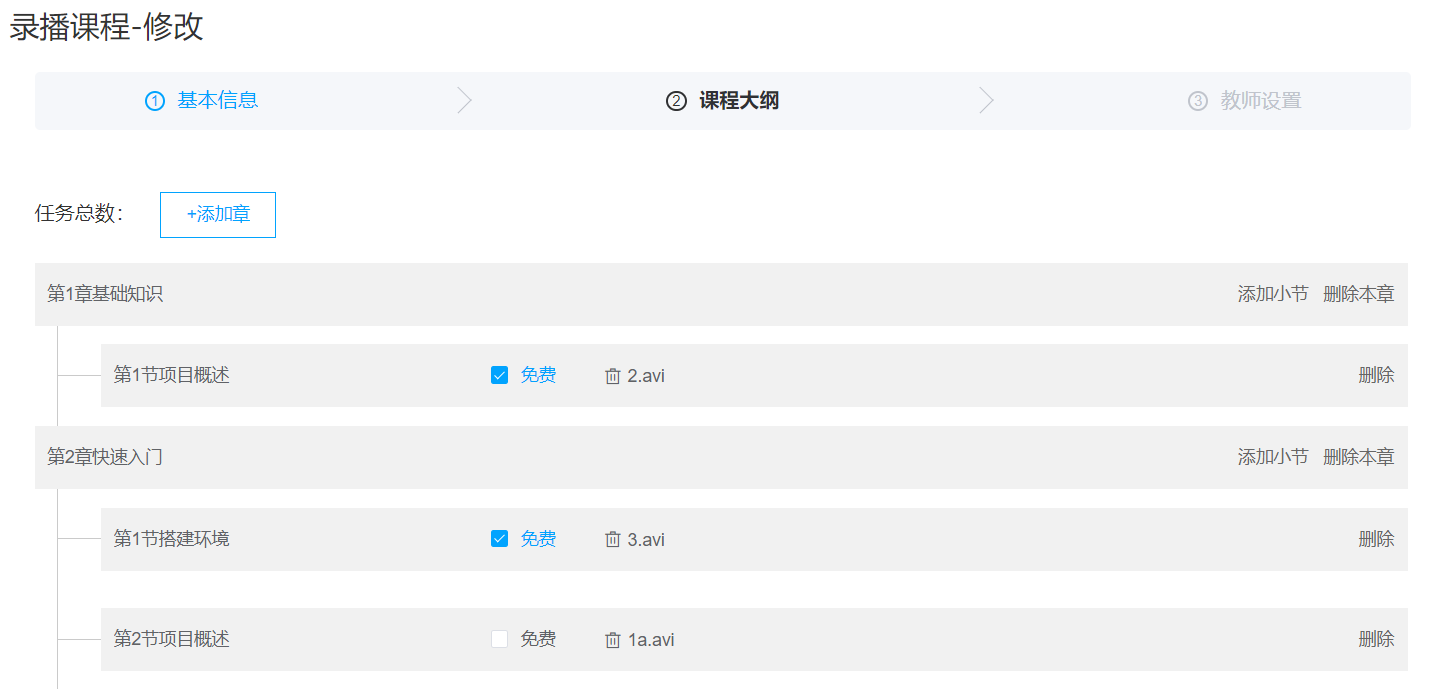 录播课程-修改
① 基本信息 ② 课程大纲 ③ 教师设置
任务总数： +添加章
第1章基础知识 添加小节 删除本章
第1节项目概述 免费 2.avi 删除
第2章快速入门 添加小节 删除本章
第1节搭建环境 免费 3.avi 删除
第2节项目概述 免费 1a.avi 删除